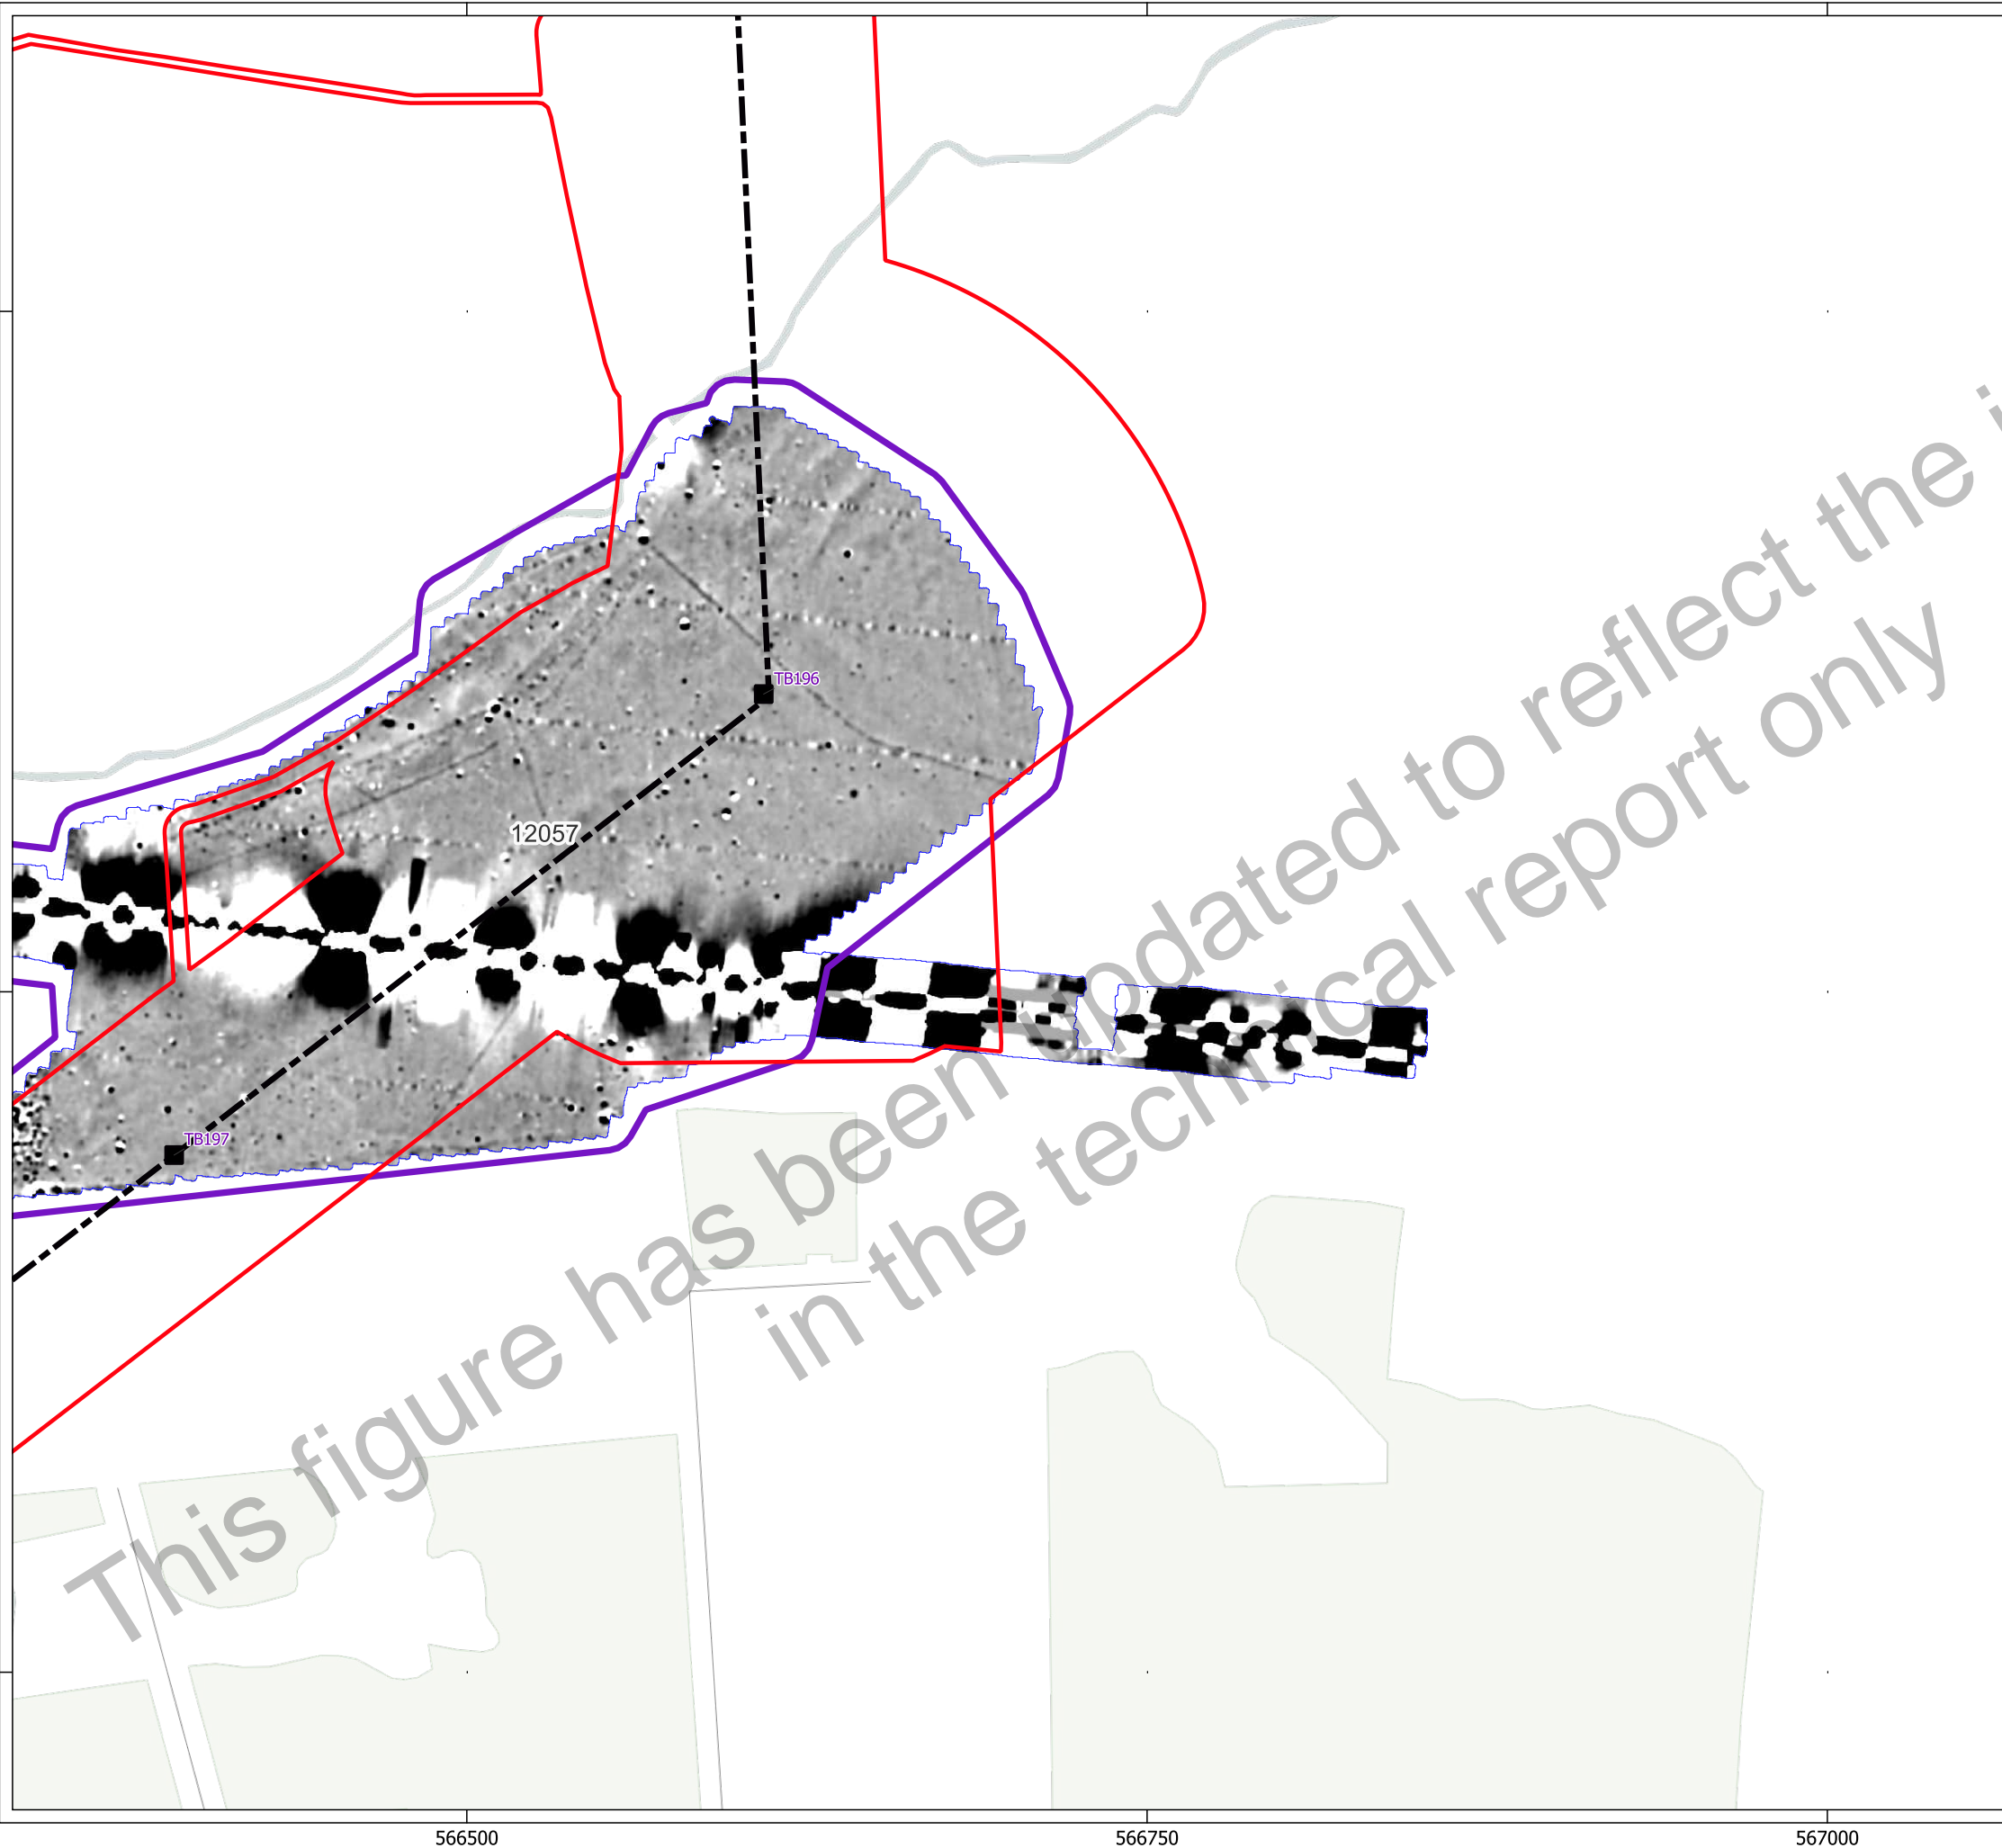 TB196
12057
TB197
This figure has been updated to reflect the
in the technical report only
566500 566750 567000